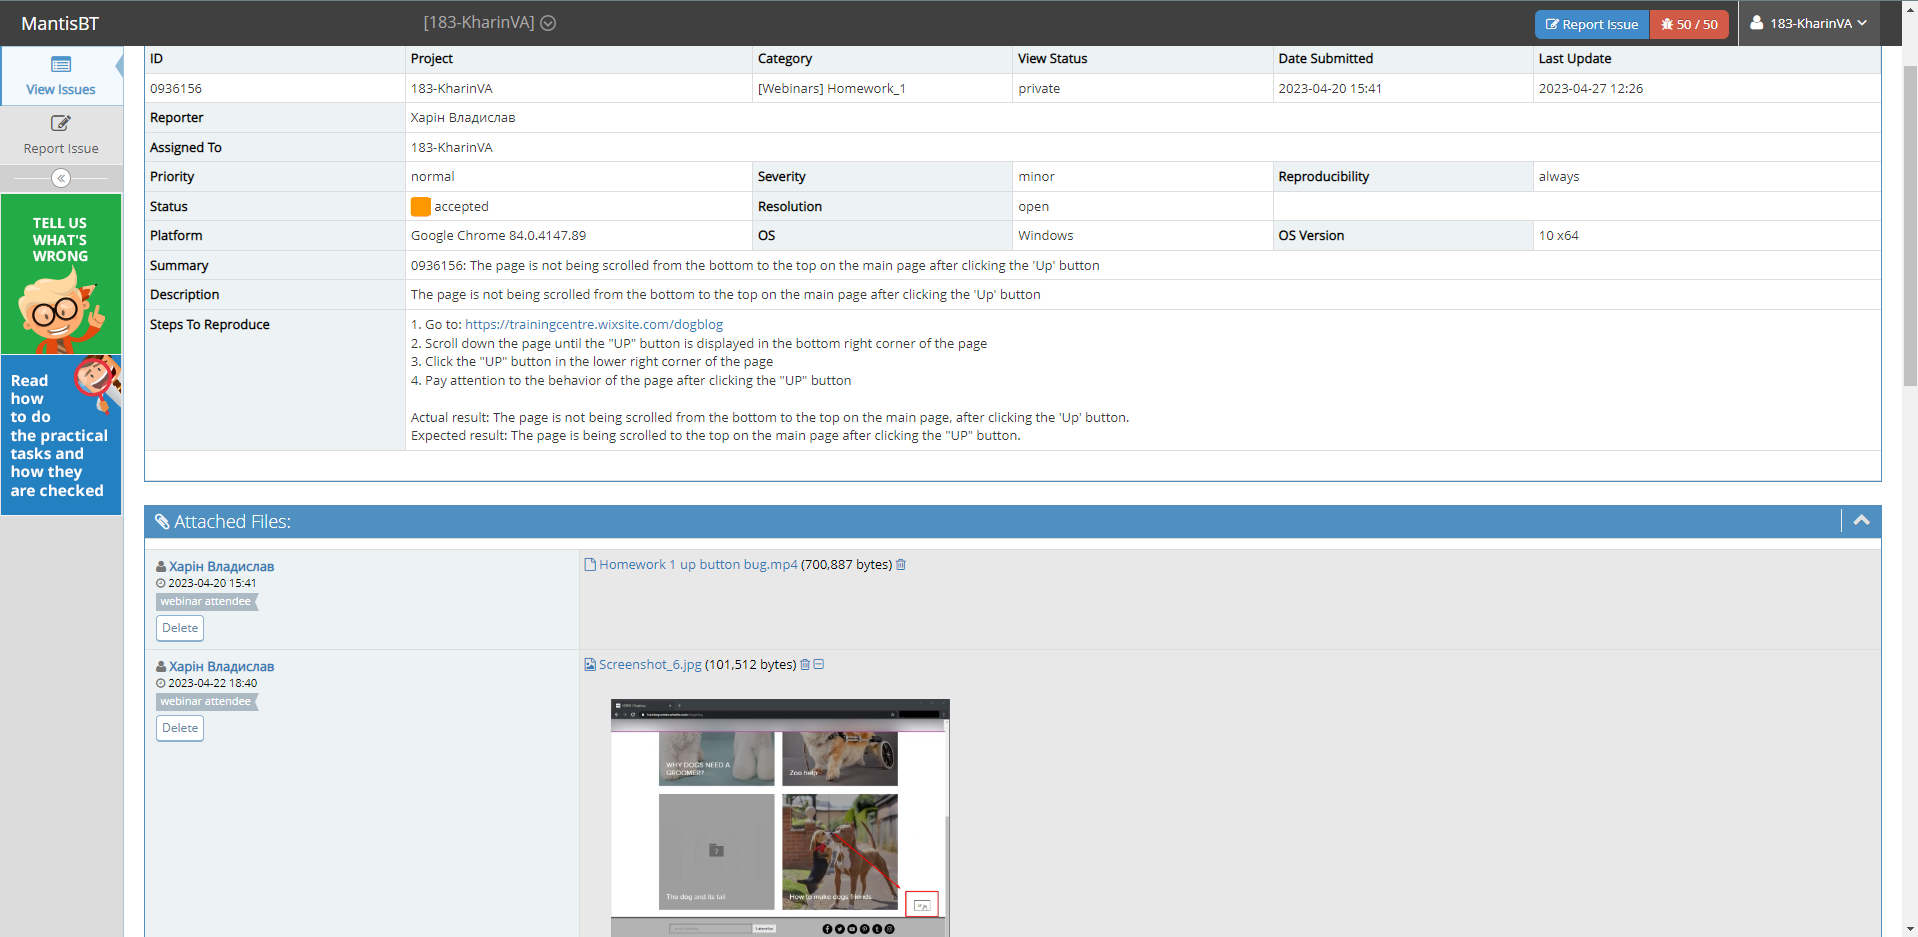 MantisBT
[183-KharinVA]
Report Issue
50 / 50
183-KharinVA
View Issues
Report Issue
TELL US
WHAT'S
WRONG
Read
how
to do
the practical
tasks and
how they
are checked
ID Project Category View Status Date Submitted Last Update
0936156 183-KharinVA [Webinars] Homework_1 private 2023-04-20 15:41 2023-04-27 12:26
Reporter Харін Владислав
Assigned To 183-KharinVA
Priority normal Severity minor Reproducibility always
Status accepted Resolution open
Platform Google Chrome 84.0.4147.89 OS Windows OS Version 10 x64
Summary 0936156: The page is not being scrolled from the bottom to the top on the main page after clicking the 'Up' button
Description The page is not being scrolled from the bottom to the top on the main page after clicking the 'Up' button
Steps To Reproduce 1. Go to: https://trainingcentre.wixsite.com/dogblog
2. Scroll down the page until the "UP" button is displayed in the bottom right corner of the page
3. Click the "UP" button in the lower right corner of the page
4. Pay attention to the behavior of the page after clicking the "UP" button
Actual result: The page is not being scrolled from the bottom to the top on the main page, after clicking the 'Up' button.
Expected result: The page is being scrolled to the top on the main page after clicking the "UP" button.
Attached Files:
Харін Владислав
2023-04-20 15:41
webinar attendee
Delete
Homework 1 up button bug.mp4 (700,887 bytes)
Харін Владислав
2023-04-22 18:40
webinar attendee
Delete
Screenshot_6.jpg (101,512 bytes)
WHY DOGS NEED A
GROOMER?
Zoo help
The dog and its tail
How to make dogs friends